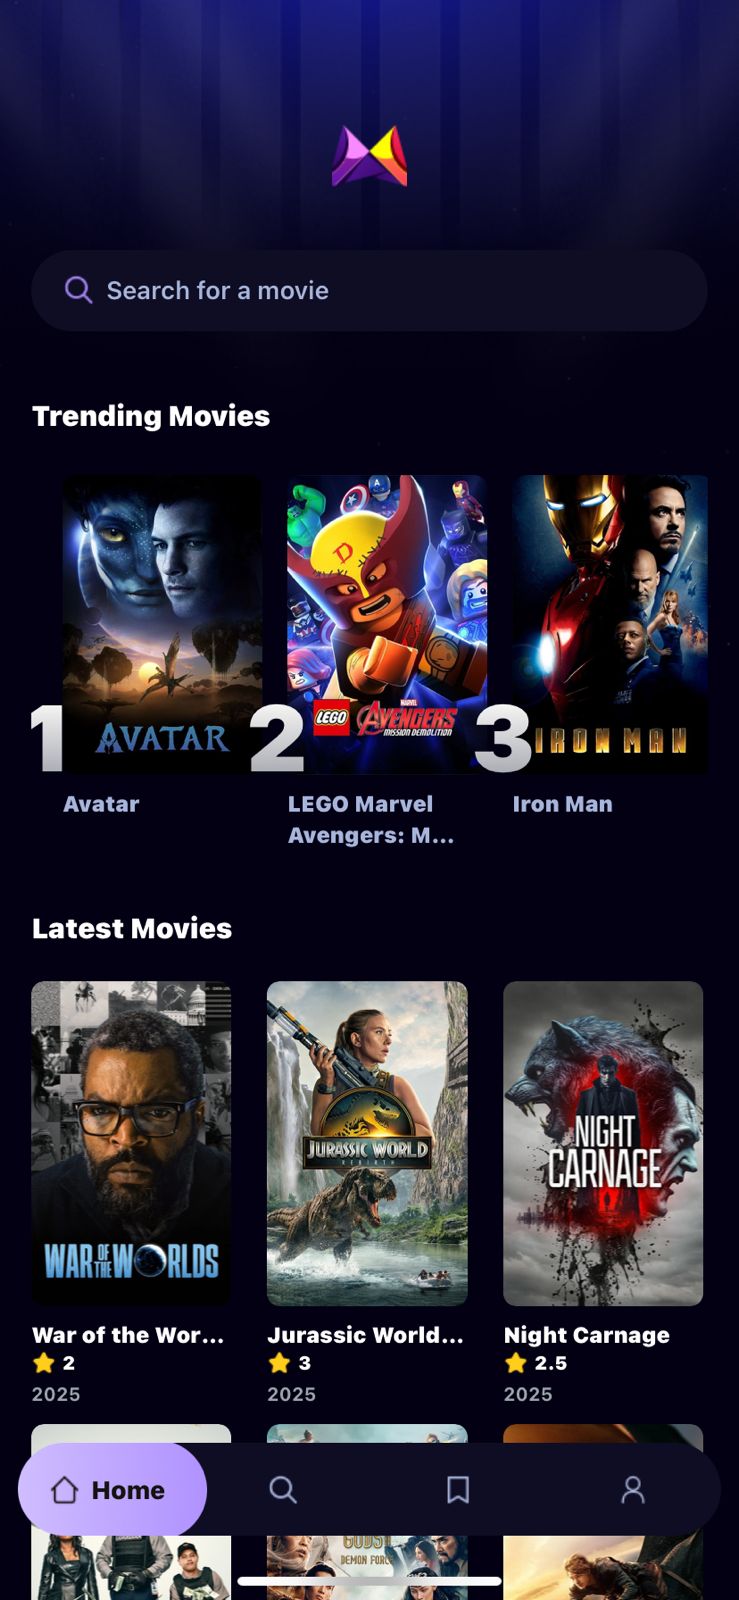 Search for a movie
Trending Movies
AVATAR
LEGO
MARVEL
AVENGERS
MISSION DEMOLITION
IRON MAN
1
2
3
Avatar
LEGO Marvel
Avengers: M...
Iron Man
Latest Movies
WAR OF THE WORLDS
JURASSIC WORLD
REBIRTH
NIGHT
CARNAGE
War of the Wor...
Jurassic World...
Night Carnage
2
3
2.5
2025
2025
2025
Home
DEMON FORCE